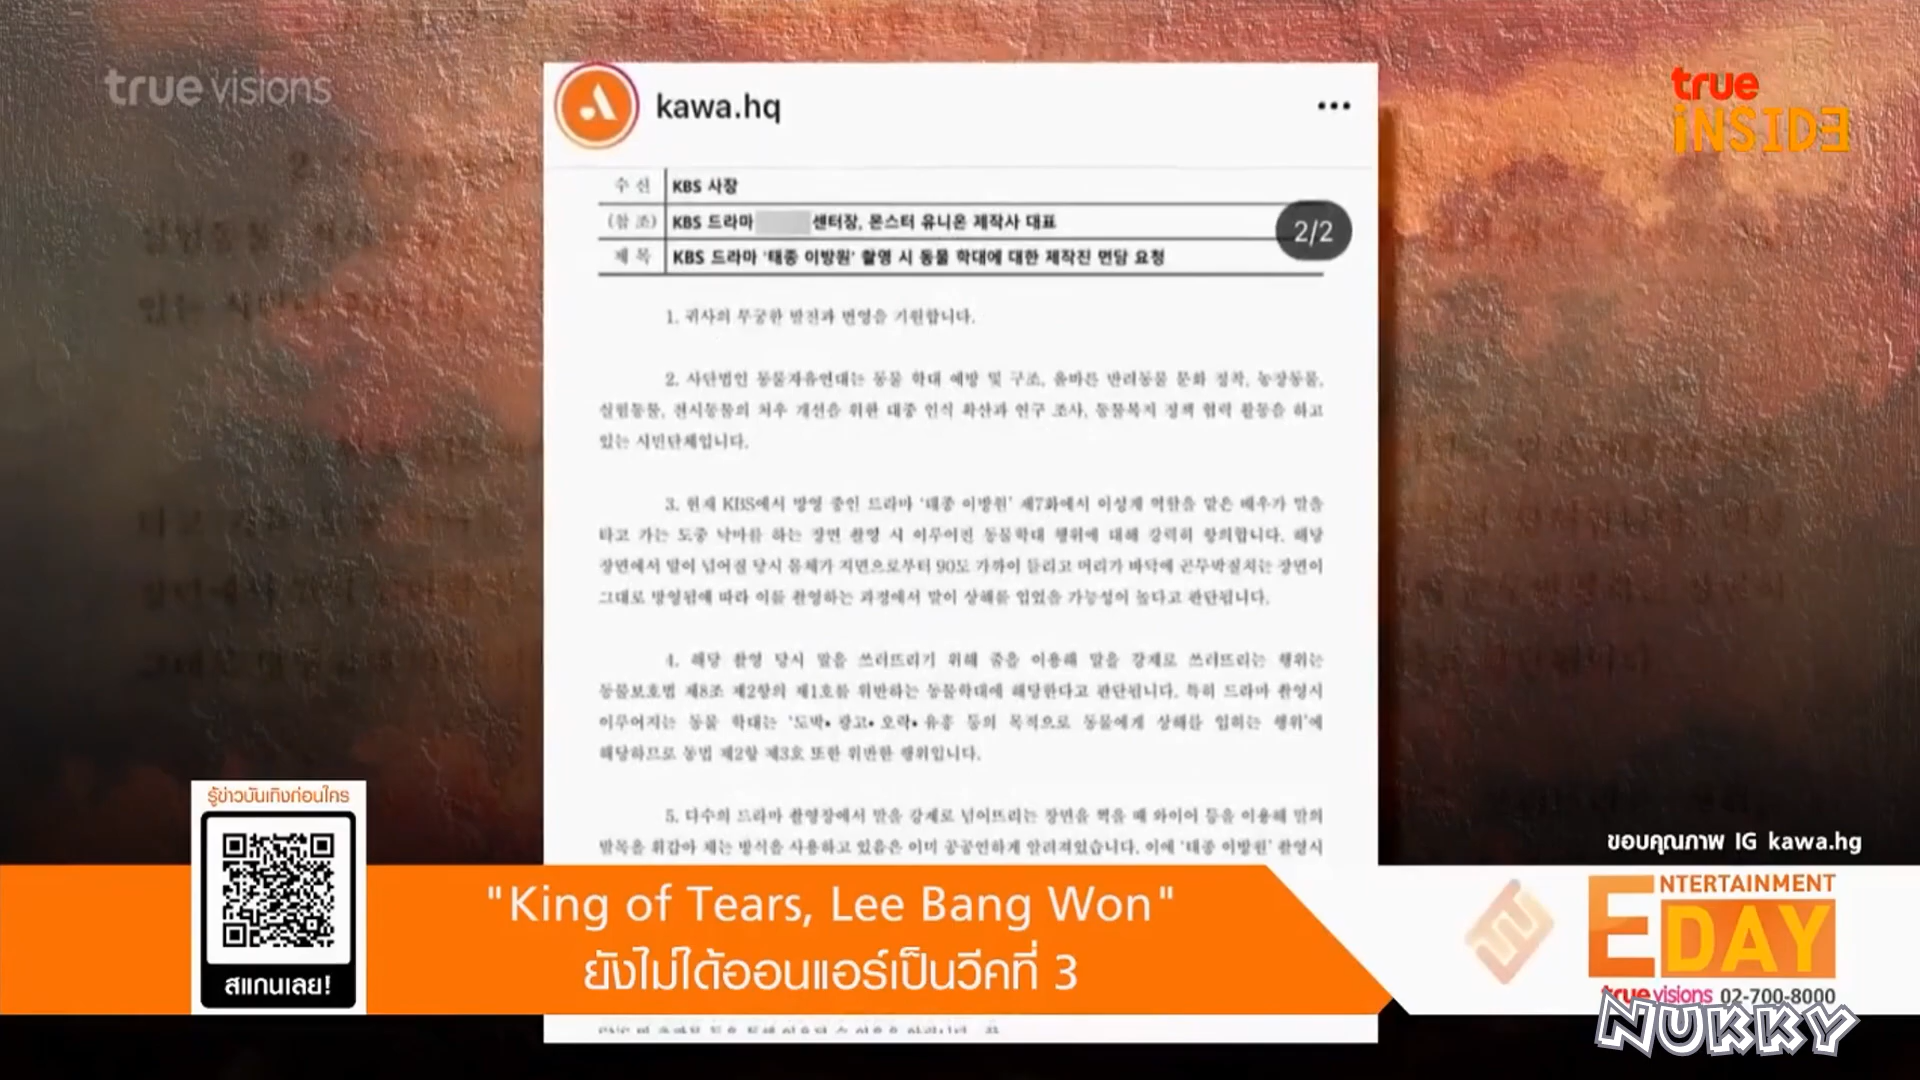 true visions
true
INSIDE
kawa.hq
수 신 KBS 사장
2/2
(참 조) KBS 드라마 센터장, 몬스터 유니온 제작사 대표
제 목 KBS 드라마 '태종 이방원' 촬영 시 동물 학대에 대한 제작진 면담 요청
1. 귀사의 무궁한 발전과 번영을 기원합니다.
2. 사단법인 동물자유연대는 동물 학대 예방 및 구조, 올바른 반려동물 문화 정착, 농장동물,
실험동물, 전시동물의 처우 개선을 위한 대중 인식 확산과 연구 조사, 동물복지 정책 협력 활동을 하고
있는 시민단체입니다.
3. 현재 KBS에서 방영 중인 드라마 '태종 이방원' 제7화에서 이성계 역할을 맡은 배우가 말을
타고 가는 도중 낙마를 하는 장면 촬영 시 이루어진 동물학대 행위에 대해 강력히 항의합니다. 해당
장면에서 말이 넘어질 당시 몸체가 지면으로부터 90도 가까이 들리고 머리가 바닥에 곤두박질치는 장면이
그대로 방영됨에 따라 이를 촬영하는 과정에서 말이 상해를 입었을 가능성이 높다고 판단됩니다.
4. 해당 촬영 당시 말을 쓰러뜨리기 위해 줄을 이용해 말을 강제로 쓰러뜨리는 행위는
동물보호법 제8조 제2항의 제1호를 위반하는 동물학대에 해당한다고 판단됩니다. 특히 드라마 촬영시
이루어지는 동물 학대는 '도박•광고•오락•유흥 등의 목적으로 동물에게 상해를 입히는 행위'에
해당하므로 동법 제2항 제3호 또한 위반한 행위입니다.
5. 다수의 드라마 촬영장에서 말을 강제로 넘어뜨리는 장면을 찍을 때 와이어 등을 이용해 말의
발목을 휘감아 채는 방식을 사용하고 있음은 이미 공공연하게 알려져있습니다. 이에 '태종 이방원' 촬영시
รู้ข่าวบันเทิงก่อนใคร
สแกนเลย!
"King of Tears, Lee Bang Won"
ยังไม่ได้ออนแอร์เป็นวีคที่ 3
ขอบคุณภาพ IG kawa.hg
ENTERTAINMENT
DAY
true visions 02-700-8000
NUKKY